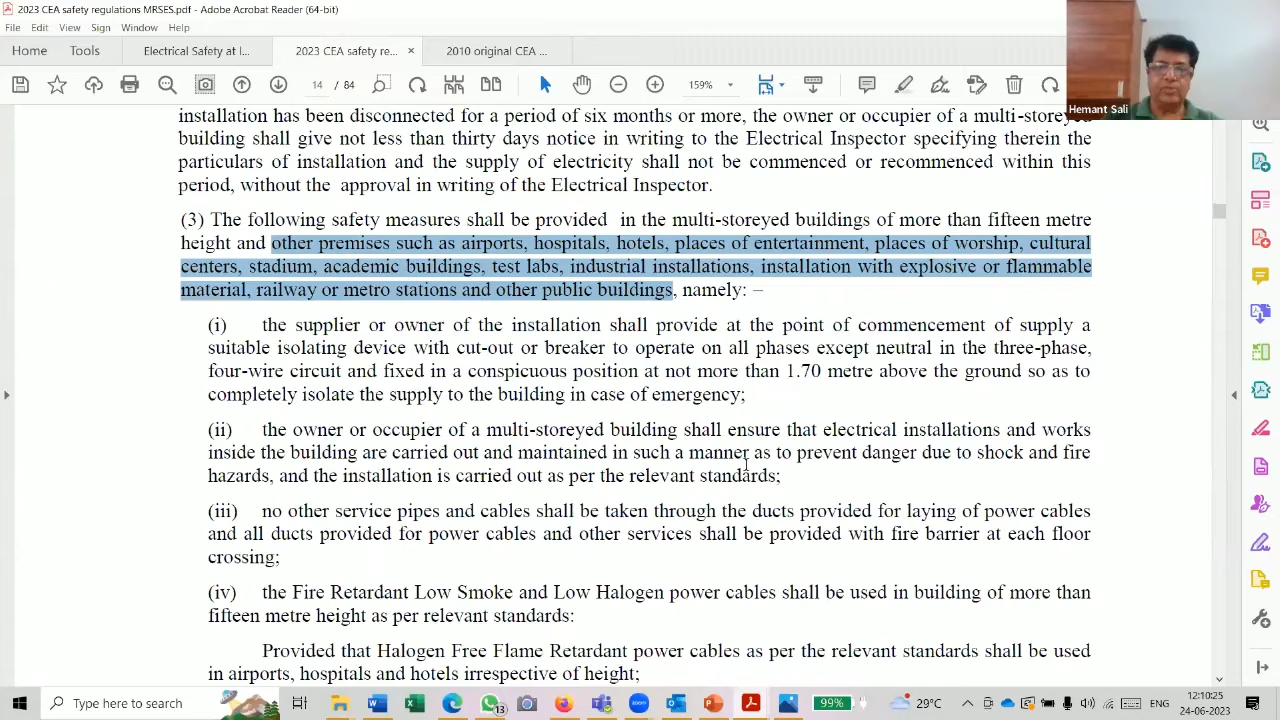 2023 CEA safety regulations MRSES.pdf - Adobe Acrobat Reader (64-bit)
File Edit View Sign Window Help
Home Tools Electrical Safety at I... 2023 CEA safety re... × 2010 original CEA ...
14 / 84 159%
Hemant Sali
installation has been disconnected for a period of six months or more, the owner or occupier of a multi-storeyed
building shall give not less than thirty days notice in writing to the Electrical Inspector specifying therein the
particulars of installation and the supply of electricity shall not be commenced or recommenced within this
period, without the approval in writing of the Electrical Inspector.
(3) The following safety measures shall be provided in the multi-storeyed buildings of more than fifteen metre
height and other premises such as airports, hospitals, hotels, places of entertainment, places of worship, cultural
centers, stadium, academic buildings, test labs, industrial installations, installation with explosive or flammable
material, railway or metro stations and other public buildings, namely: –
(i) the supplier or owner of the installation shall provide at the point of commencement of supply a
suitable isolating device with cut-out or breaker to operate on all phases except neutral in the three-phase,
four-wire circuit and fixed in a conspicuous position at not more than 1.70 metre above the ground so as to
completely isolate the supply to the building in case of emergency;
(ii) the owner or occupier of a multi-storeyed building shall ensure that electrical installations and works
inside the building are carried out and maintained in such a manner as to prevent danger due to shock and fire
hazards, and the installation is carried out as per the relevant standards;
(iii) no other service pipes and cables shall be taken through the ducts provided for laying of power cables
and all ducts provided for power cables and other services shall be provided with fire barrier at each floor
crossing;
(iv) the Fire Retardant Low Smoke and Low Halogen power cables shall be used in building of more than
fifteen metre height as per relevant standards:
Provided that Halogen Free Flame Retardant power cables as per the relevant standards shall be used
in airports, hospitals and hotels irrespective of height;
Type here to search 13 99% 29°C ENG 12:10:25
24-06-2023